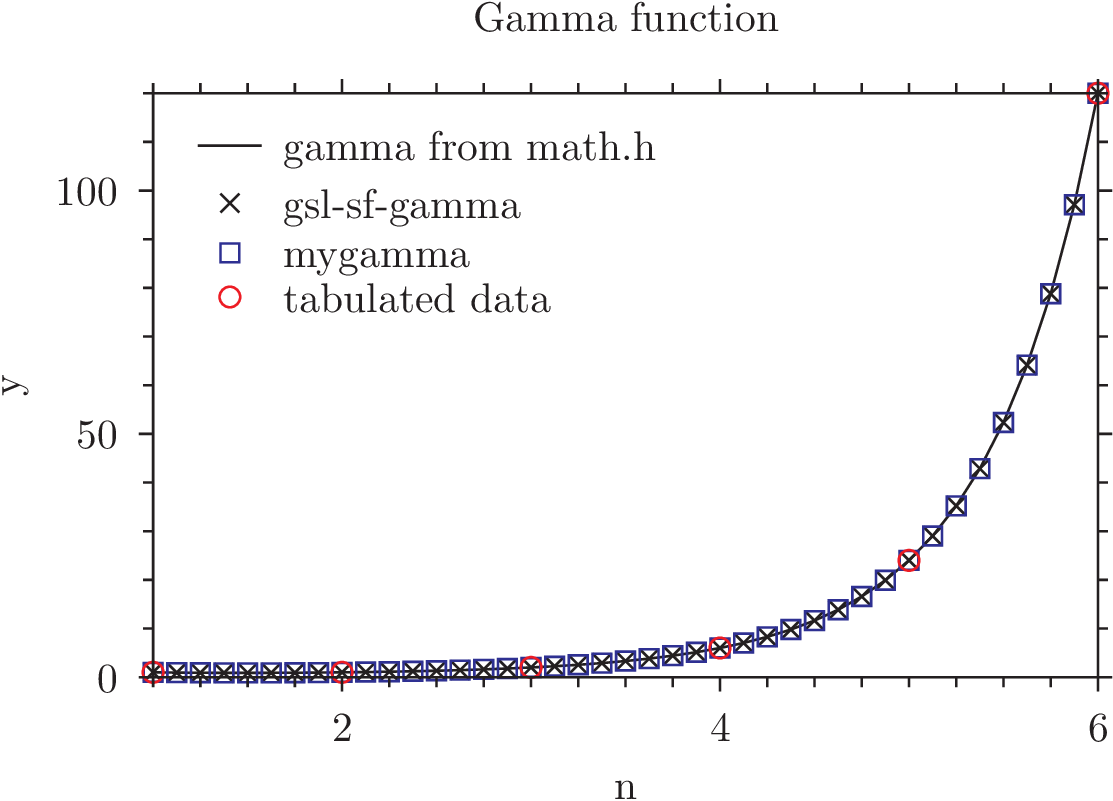 Gamma function
gamma from math.h
gsl-sf-gamma
mygamma
tabulated data
100
50
0
y
2 4 6
n